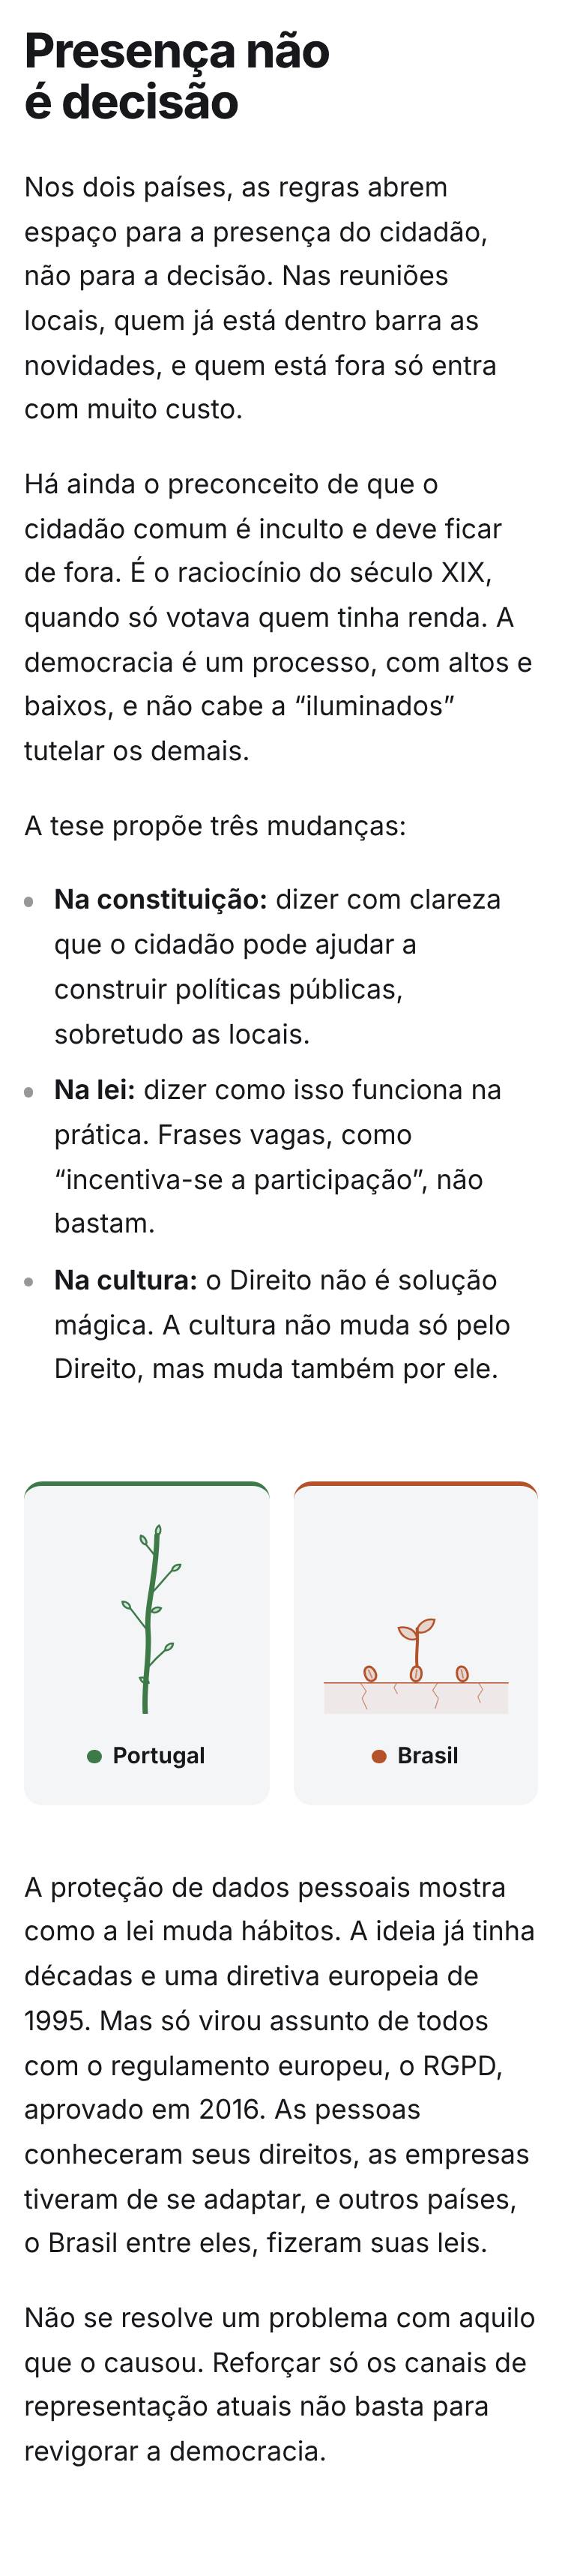 Presença não
é decisão
Nos dois países, as regras abrem
espaço para a presença do cidadão,
não para a decisão. Nas reuniões
locais, quem já está dentro barra as
novidades, e quem está fora só entra
com muito custo.
Há ainda o preconceito de que o
cidadão comum é inculto e deve ficar
de fora. É o raciocínio do século XIX,
quando só votava quem tinha renda. A
democracia é um processo, com altos e
baixos, e não cabe a “iluminados”
tutelar os demais.
A tese propõe três mudanças:
Na constituição: dizer com clareza
que o cidadão pode ajudar a
construir políticas públicas,
sobretudo as locais.
Na lei: dizer como isso funciona na
prática. Frases vagas, como
“incentiva-se a participação”, não
bastam.
Na cultura: o Direito não é solução
mágica. A cultura não muda só pelo
Direito, mas muda também por ele.
Portugal
Brasil
A proteção de dados pessoais mostra
como a lei muda hábitos. A ideia já tinha
décadas e uma diretiva europeia de
1995. Mas só virou assunto de todos
com o regulamento europeu, o RGPD,
aprovado em 2016. As pessoas
conheceram seus direitos, as empresas
tiveram de se adaptar, e outros países,
o Brasil entre eles, fizeram suas leis.
Não se resolve um problema com aquilo
que o causou. Reforçar só os canais de
representação atuais não basta para
revigorar a democracia.